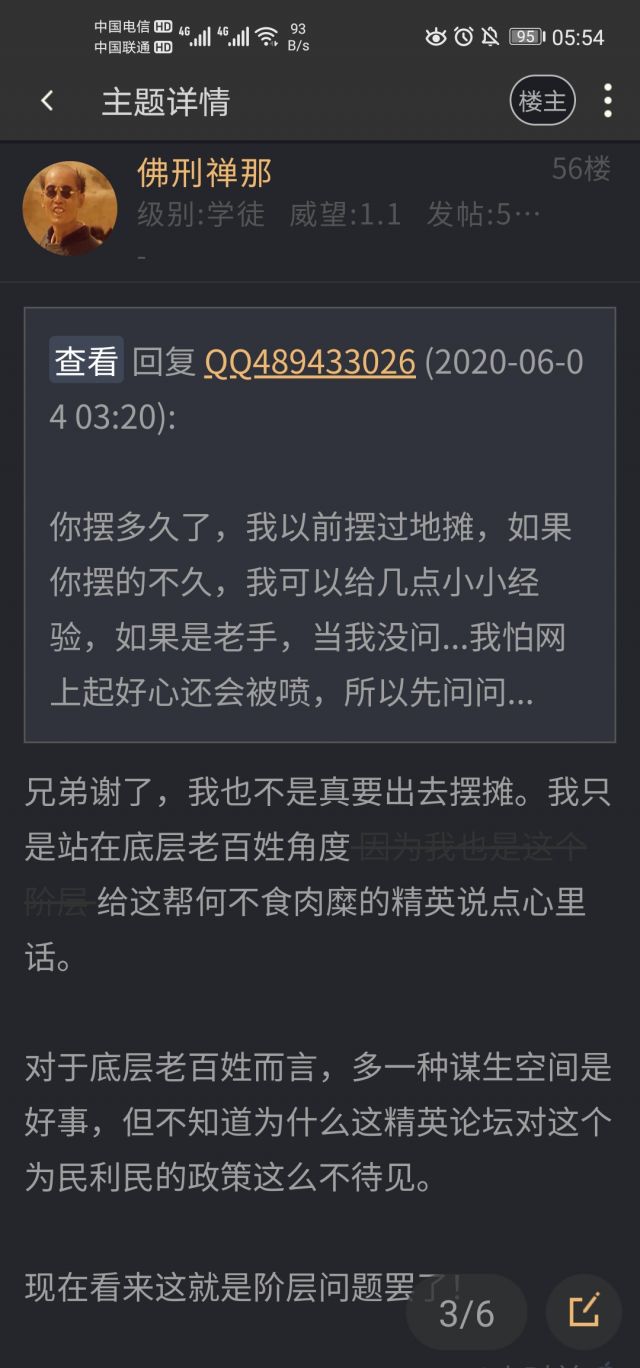 中国电信 HD 4G 4G 93 95 05:54
中国联通 HD B/s
主题详情 楼主
佛刑禅那 56楼
级别:学徒 威望:1.1 发帖:5…
-
查看 回复 QQ489433026 (2020-06-0
4 03:20):
你摆多久了，我以前摆过地摊，如果
你摆的不久，我可以给几点小小经
验，如果是老手，当我没问...我怕网
上起好心还会被喷，所以先问问...
兄弟谢了，我也不是真要出去摆摊。我只
是站在底层老百姓角度 因为我也是这个
阶层 给这帮何不食肉糜的精英说点心里
话。
对于底层老百姓而言，多一种谋生空间是
好事，但不知道为什么这精英论坛对这个
为民利民的政策这么不待见。
现在看来这就是阶层问题罢了！
3/6